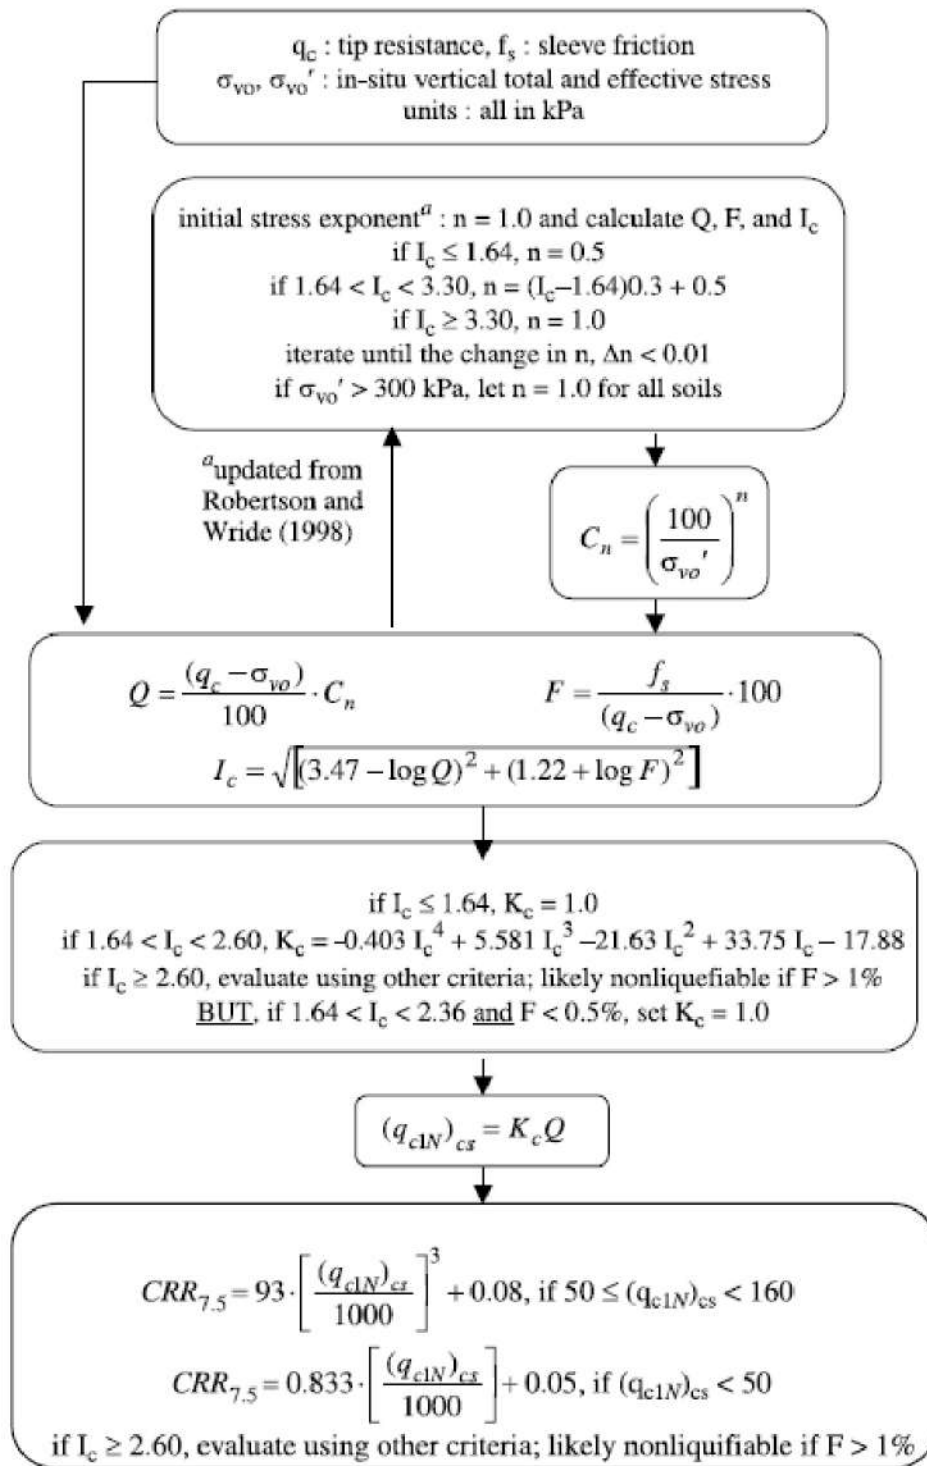 q_c : tip resistance, f_s : sleeve friction
σ_vo, σ_vo′ : in-situ vertical total and effective stress
units : all in kPa
initial stress exponent^a : n = 1.0 and calculate Q, F, and I_c
if I_c ≤ 1.64, n = 0.5
if 1.64 < I_c < 3.30, n = (I_c–1.64)0.3 + 0.5
if I_c ≥ 3.30, n = 1.0
iterate until the change in n, Δn < 0.01
if σ_vo′ > 300 kPa, let n = 1.0 for all soils
^a updated from
Robertson and
Wride (1998)
C_n = (100 / σ_vo′)^n
Q = (q_c − σ_vo) / 100 · C_n
F = f_s / (q_c − σ_vo) · 100
I_c = √[(3.47 − log Q)^2 + (1.22 + log F)^2]
if I_c ≤ 1.64, K_c = 1.0
if 1.64 < I_c < 2.60, K_c = –0.403 I_c^4 + 5.581 I_c^3 –21.63 I_c^2 + 33.75 I_c – 17.88
if I_c ≥ 2.60, evaluate using other criteria; likely nonliquefiable if F > 1%
BUT, if 1.64 < I_c < 2.36 and F < 0.5%, set K_c = 1.0
(q_c1N)_cs = K_c Q
CRR_7.5 = 93 · [(q_c1N)_cs / 1000]^3 + 0.08, if 50 ≤ (q_c1N)_cs < 160
CRR_7.5 = 0.833 · [(q_c1N)_cs / 1000] + 0.05, if (q_c1N)_cs < 50
if I_c ≥ 2.60, evaluate using other criteria; likely nonliquifiable if F > 1%